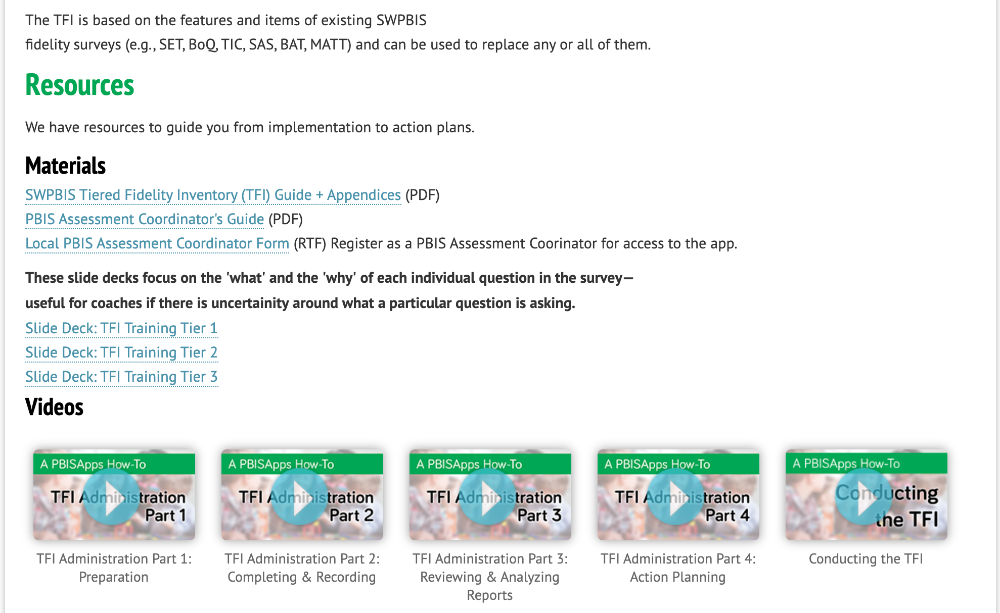 The TFI is based on the features and items of existing SWPBIS
fidelity surveys (e.g., SET, BoQ, TIC, SAS, BAT, MATT) and can be used to replace any or all of them.
Resources
We have resources to guide you from implementation to action plans.
Materials
SWPBIS Tiered Fidelity Inventory (TFI) Guide + Appendices (PDF)
PBIS Assessment Coordinator's Guide (PDF)
Local PBIS Assessment Coordinator Form (RTF) Register as a PBIS Assessment Coorinator for access to the app.
These slide decks focus on the 'what' and the 'why' of each individual question in the survey—
useful for coaches if there is uncertainity around what a particular question is asking.
Slide Deck: TFI Training Tier 1
Slide Deck: TFI Training Tier 2
Slide Deck: TFI Training Tier 3
Videos
A PBISApps How-To
TFI Administration
Part 1
TFI Administration Part 1:
Preparation
A PBISApps How-To
TFI Administration
Part 2
TFI Administration Part 2:
Completing & Recording
A PBISApps How-To
TFI Administration
Part 3
TFI Administration Part 3:
Reviewing & Analyzing
Reports
A PBISApps How-To
TFI Administration
Part 4
TFI Administration Part 4:
Action Planning
A PBISApps How-To
Conducting
the TFI
Conducting the TFI